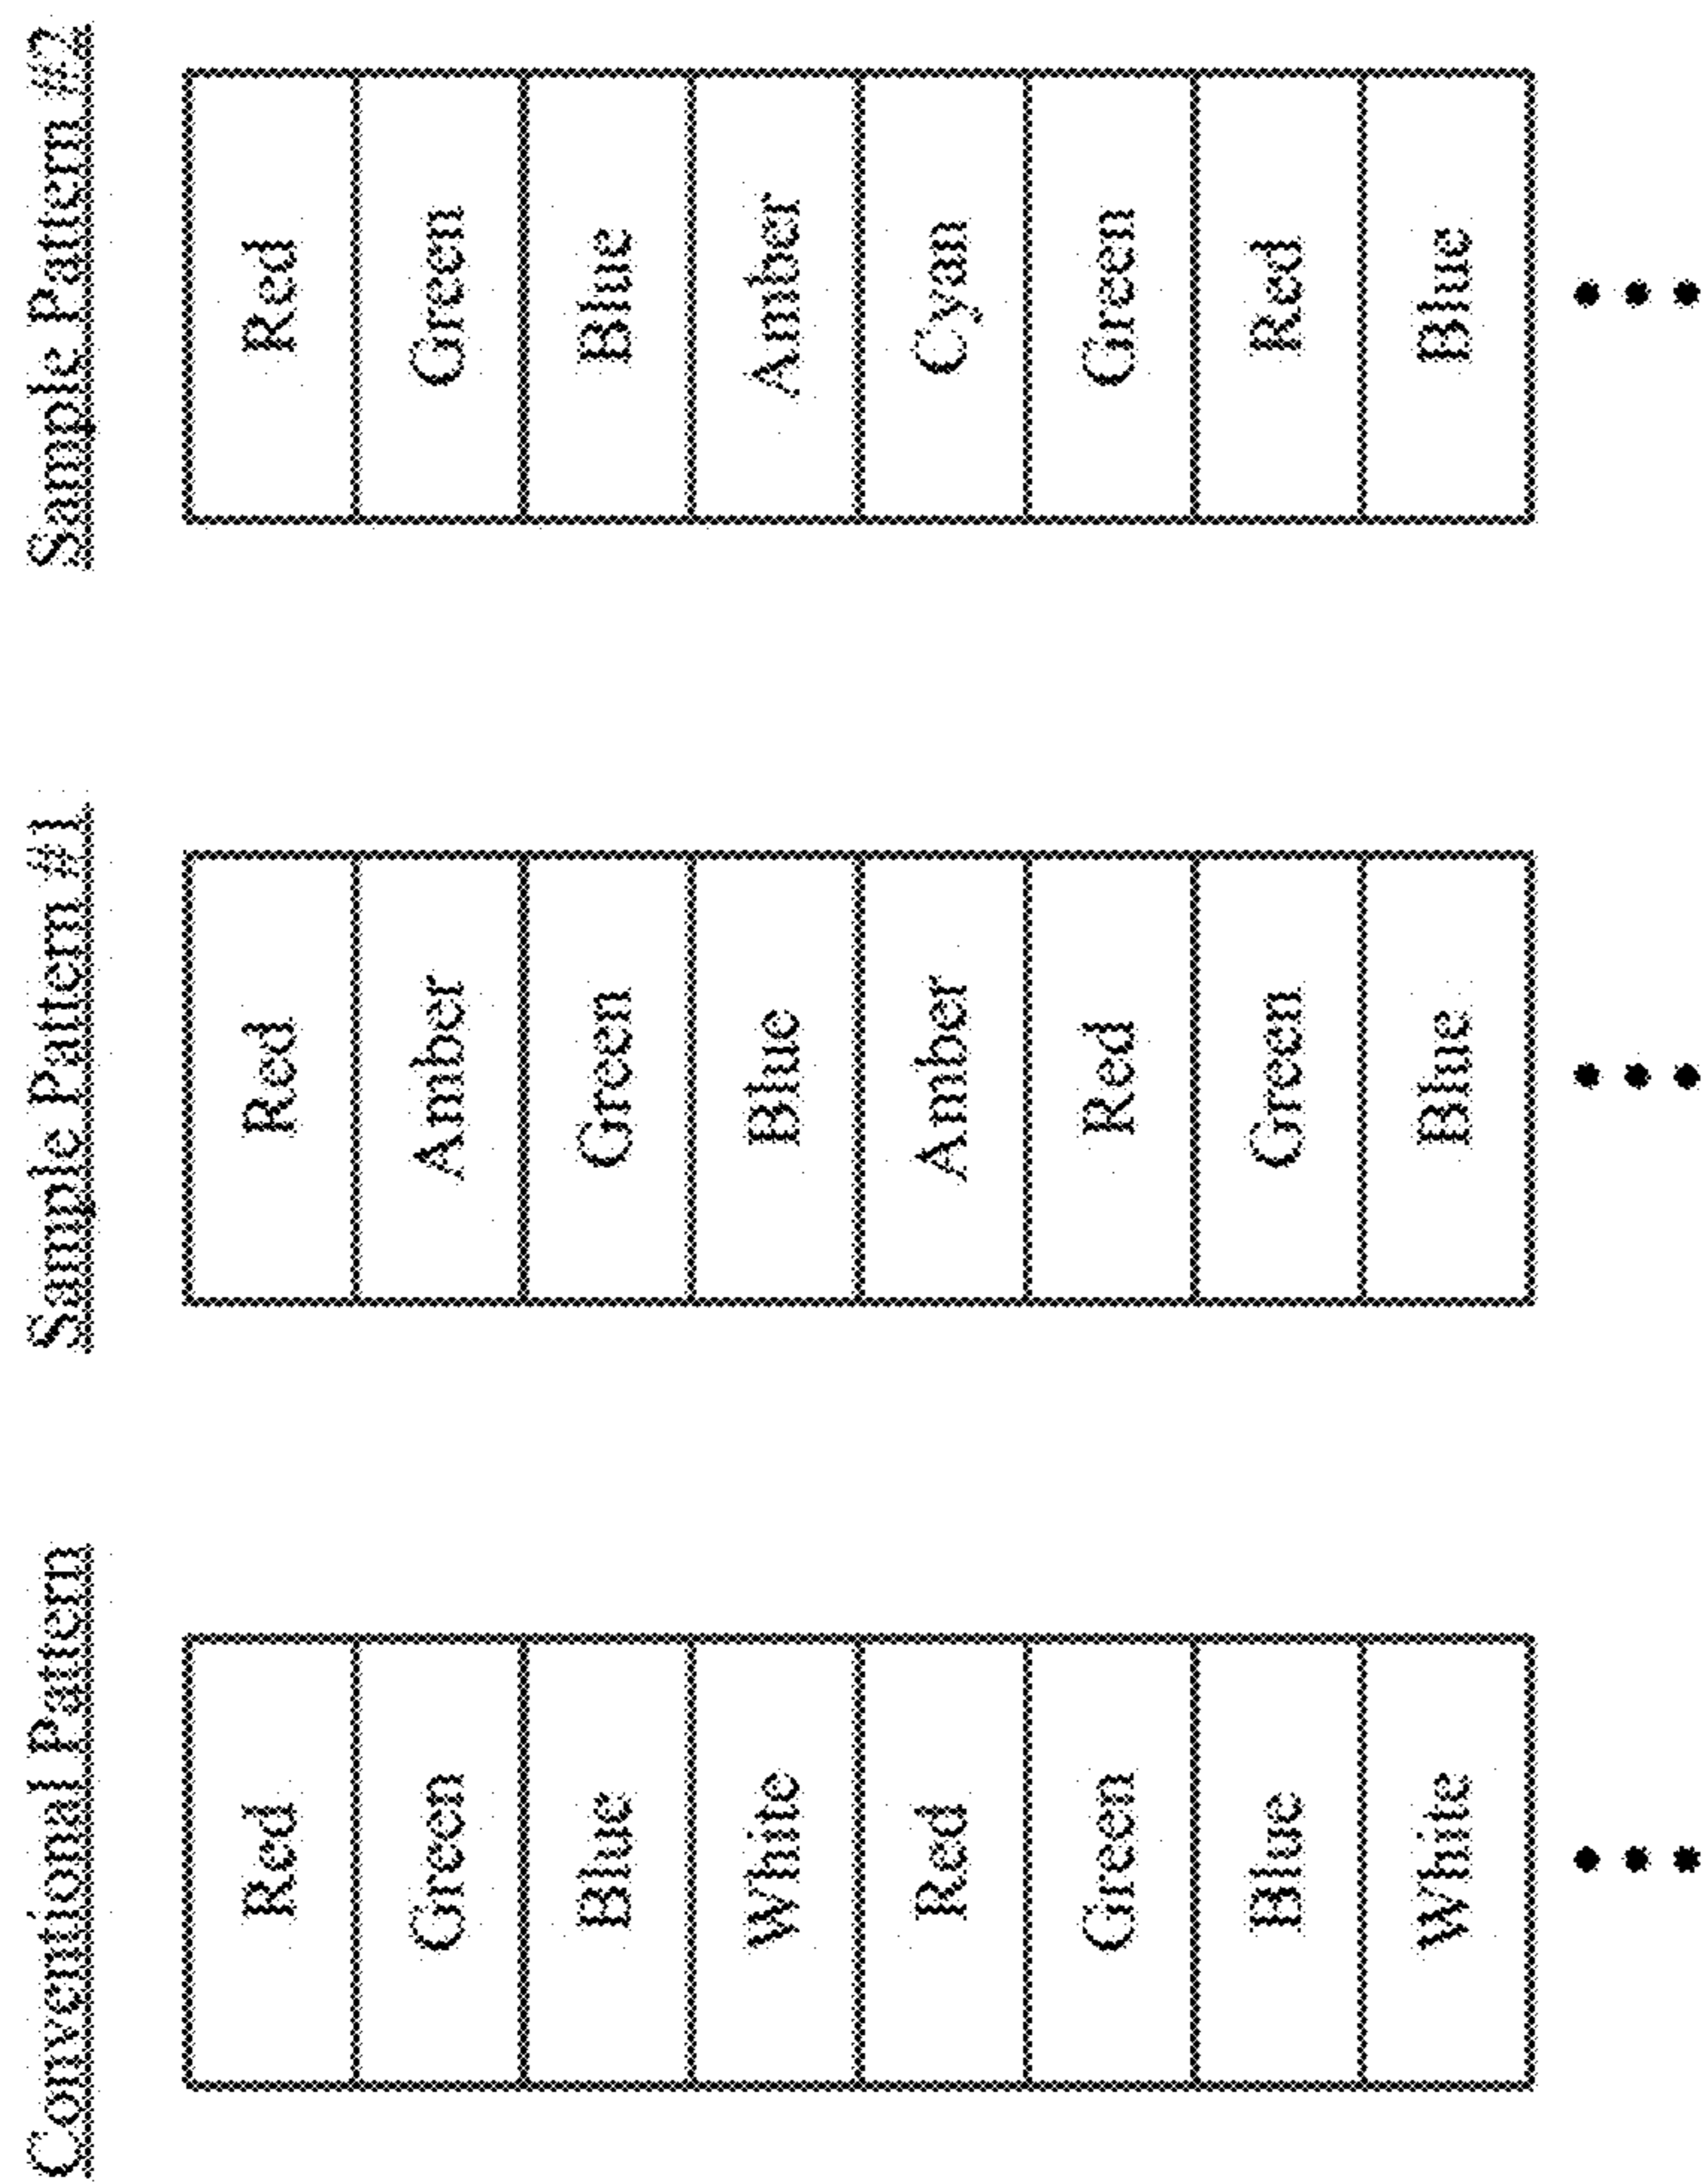 Conventional Pattern
Red
Green
Blue
White
Red
Green
Blue
White
Sample Pattern #1
Red
Amber
Green
Blue
Amber
Red
Green
Blue
Sample Pattern #2
Red
Green
Blue
Amber
Cyan
Green
Red
Blue